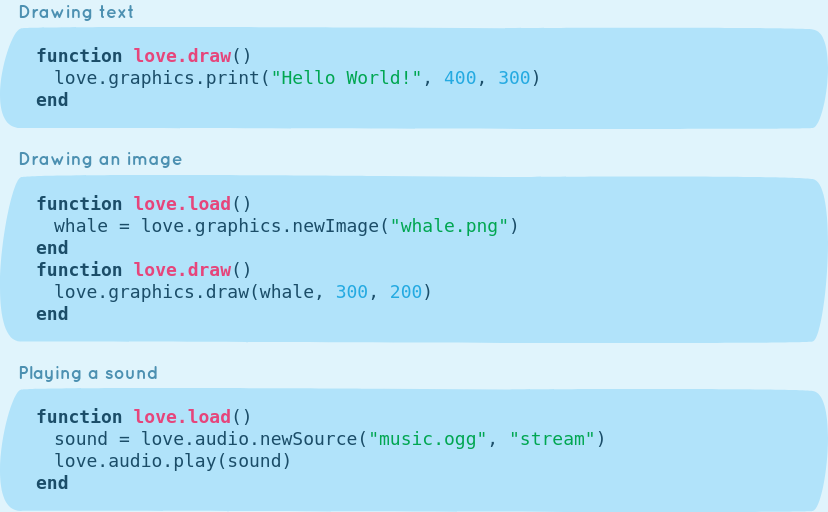 Drawing text
function love.draw()
  love.graphics.print("Hello World!", 400, 300)
end
Drawing an image
function love.load()
  whale = love.graphics.newImage("whale.png")
end
function love.draw()
  love.graphics.draw(whale, 300, 200)
end
Playing a sound
function love.load()
  sound = love.audio.newSource("music.ogg", "stream")
  love.audio.play(sound)
end